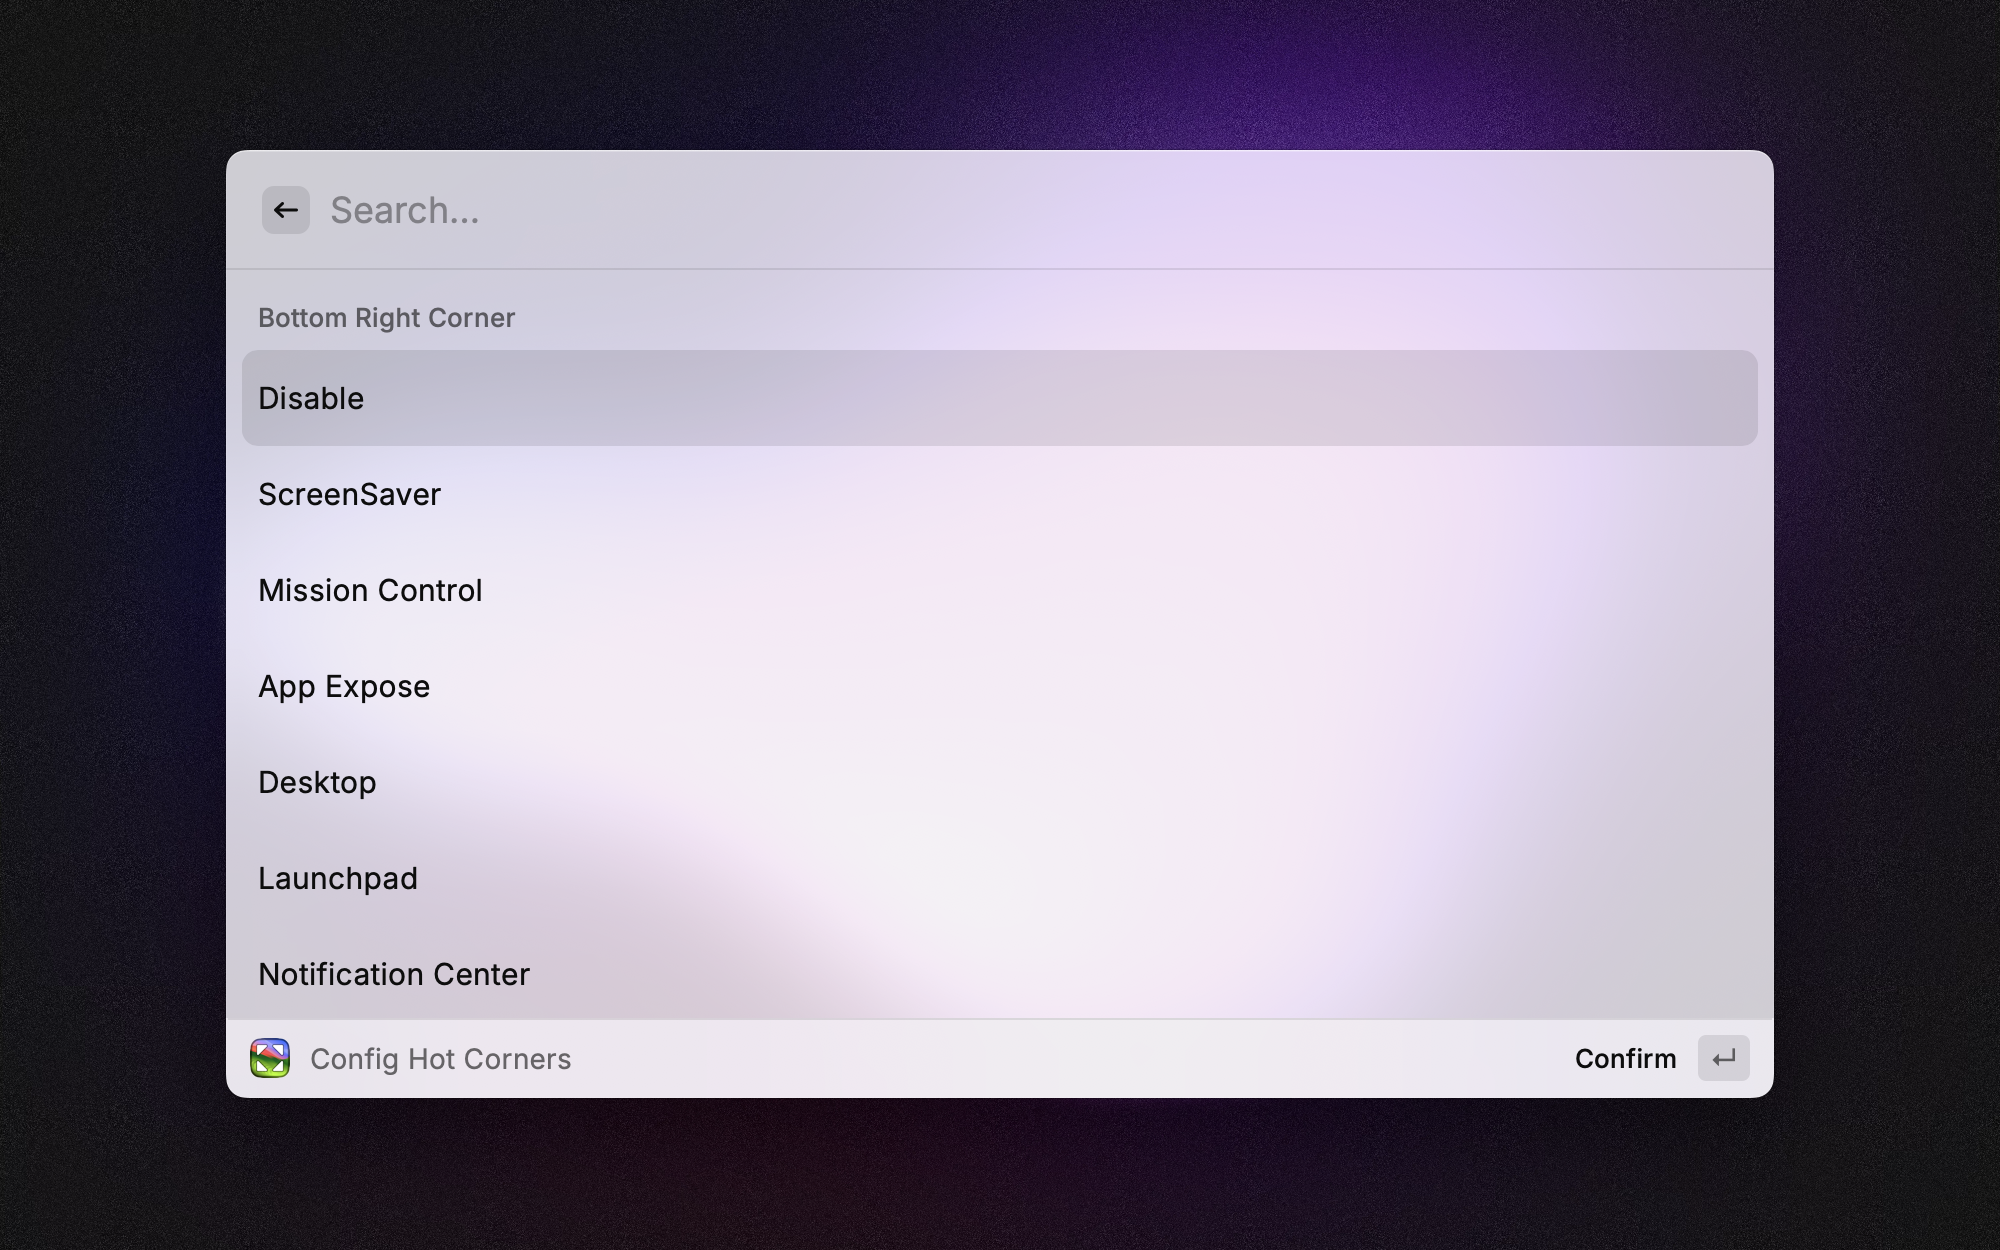 Search...
Bottom Right Corner
Disable
ScreenSaver
Mission Control
App Expose
Desktop
Launchpad
Notification Center
Config Hot Corners
Confirm